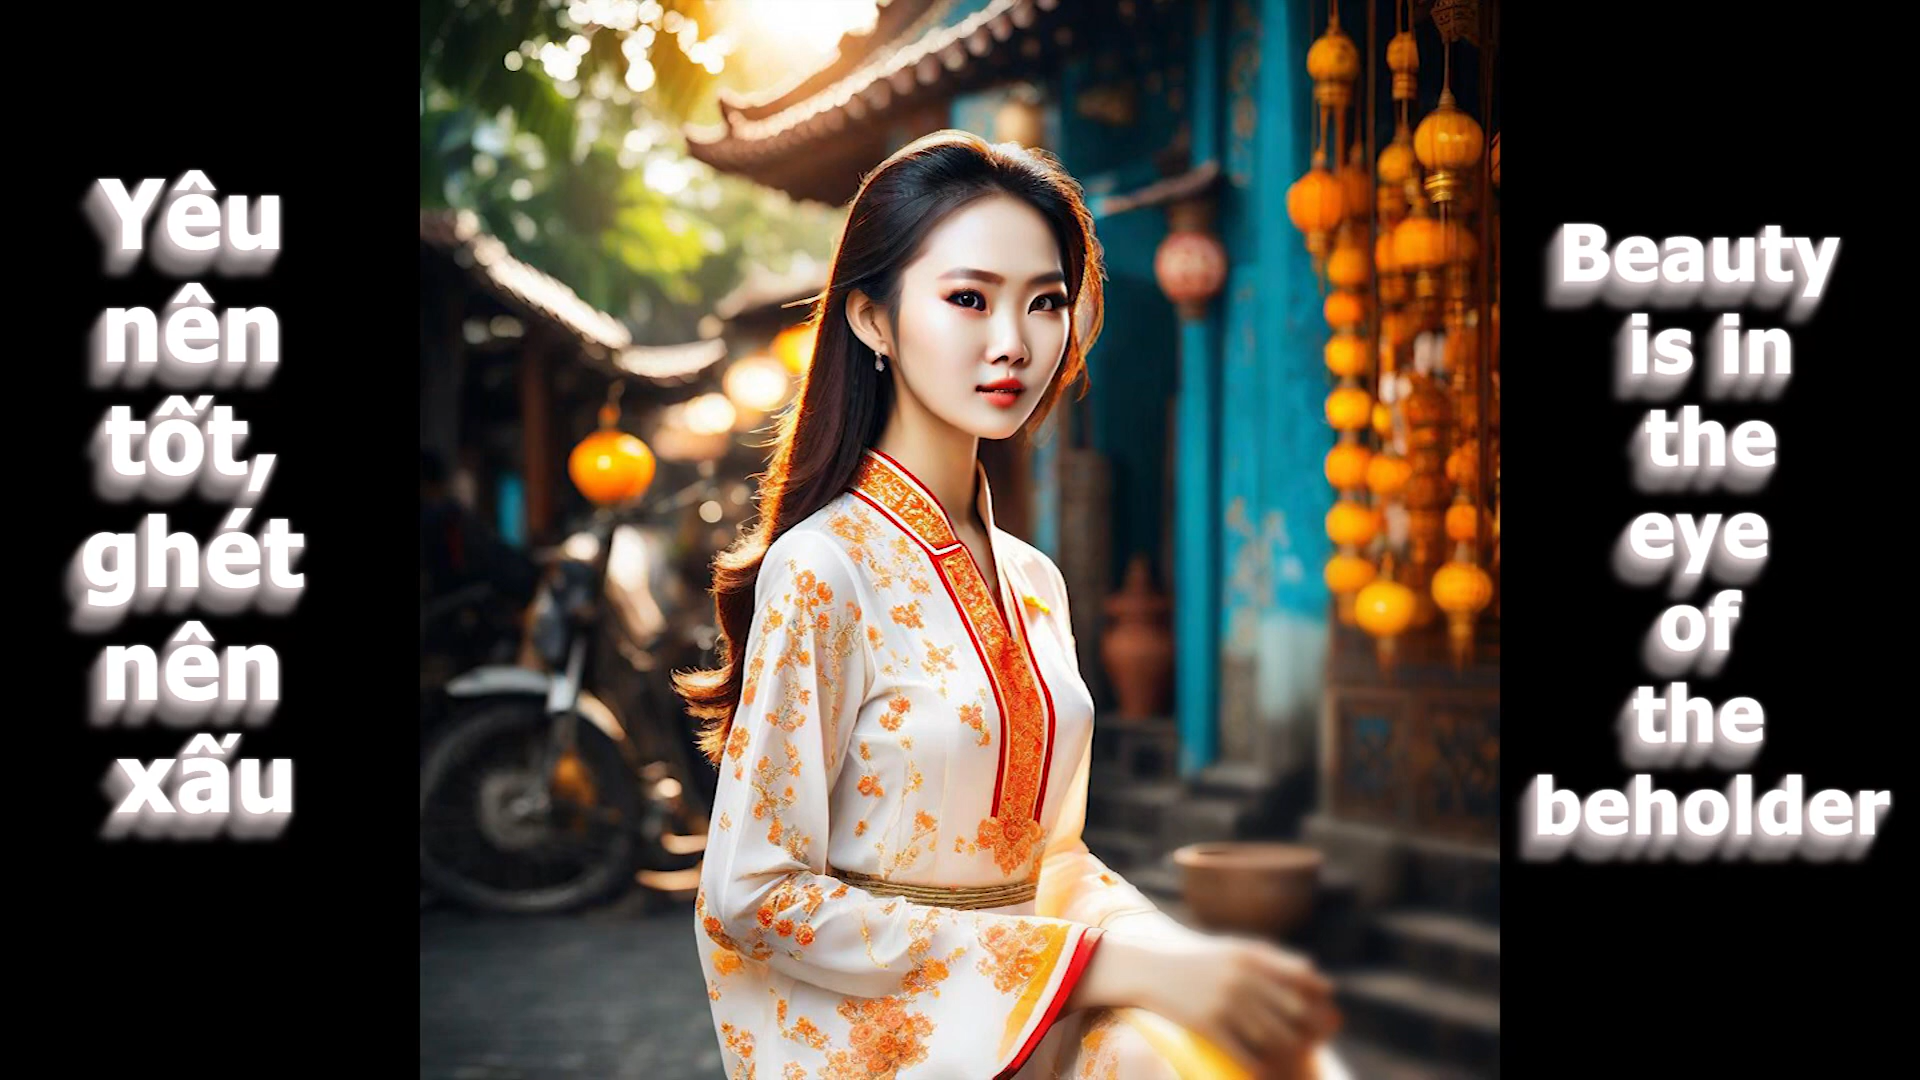 Yêu
nên
tốt,
ghét
nên
xấu
Beauty
is in
the
eye
of
the
beholder